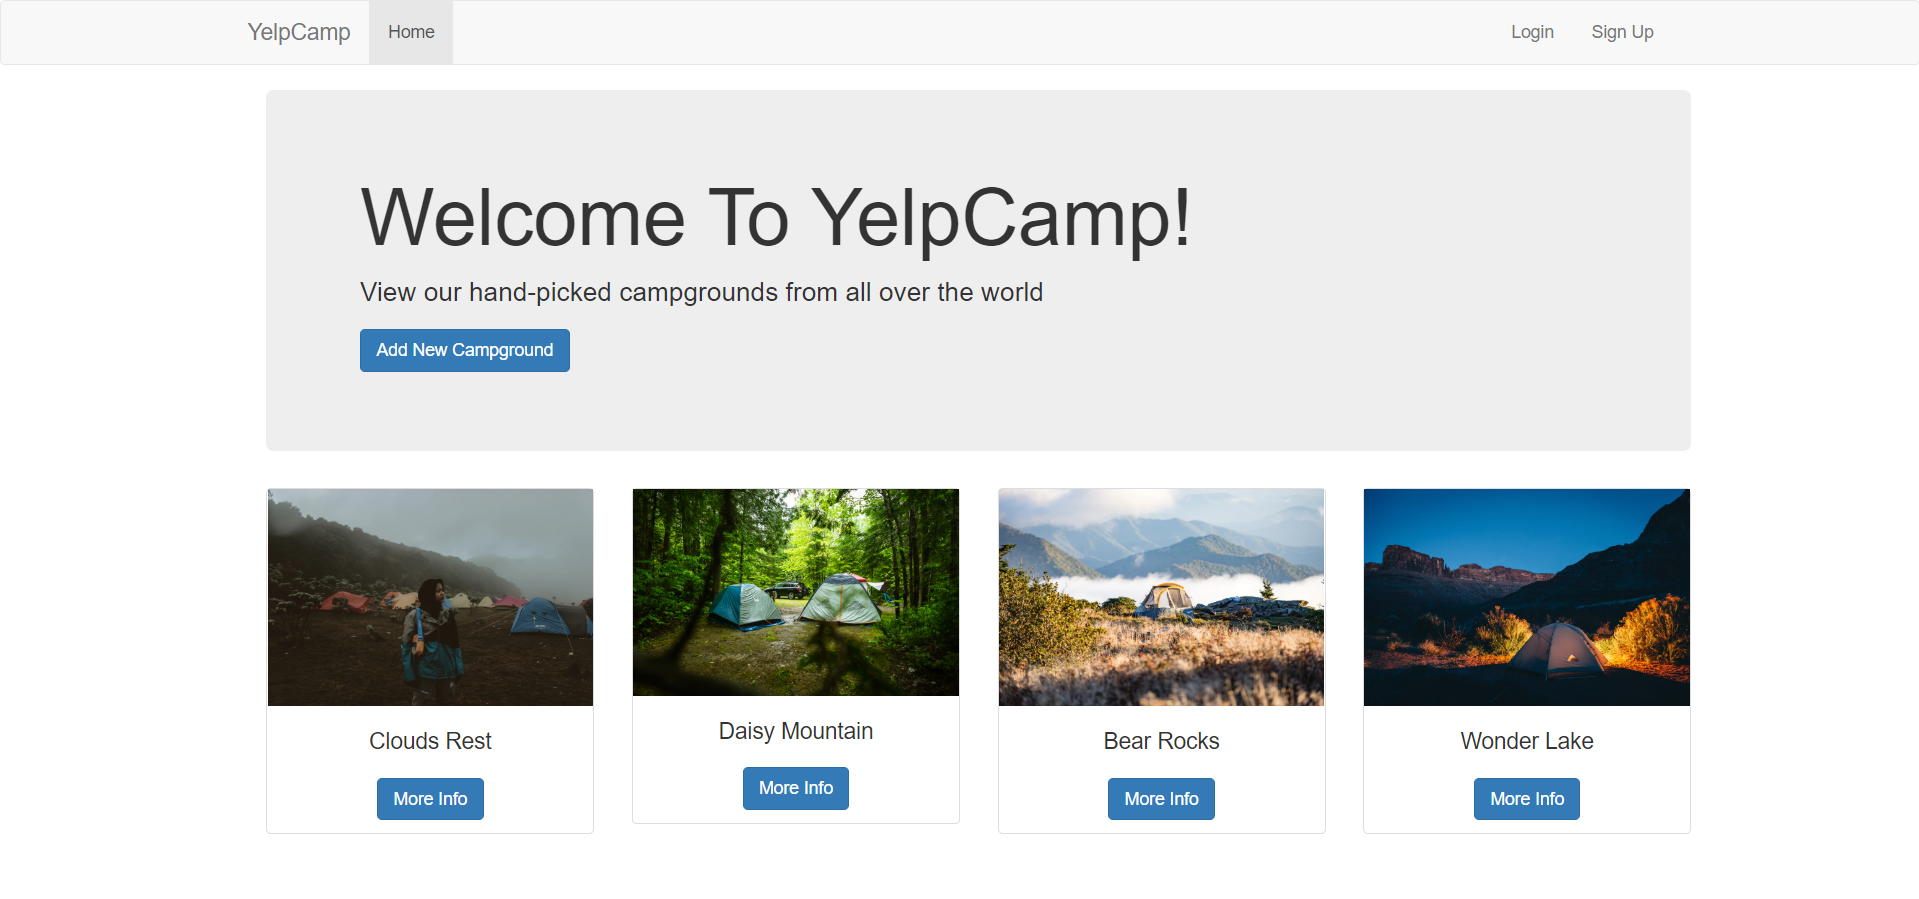 YelpCamp Home Login Sign Up
Welcome To YelpCamp!
View our hand-picked campgrounds from all over the world
Add New Campground
Clouds Rest
More Info
Daisy Mountain
More Info
Bear Rocks
More Info
Wonder Lake
More Info